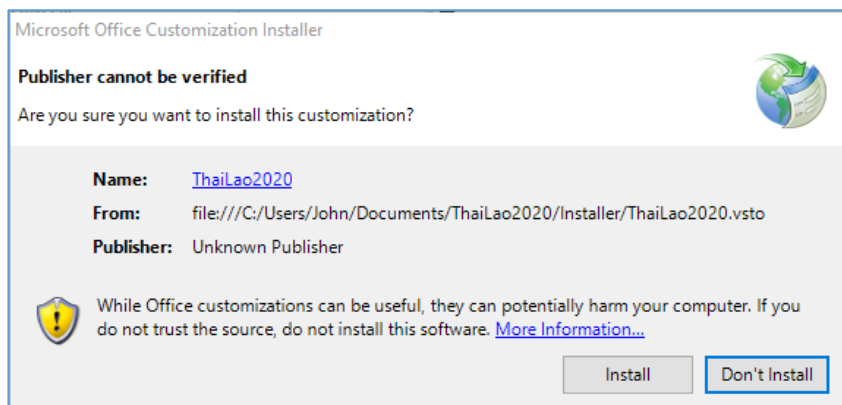 Microsoft Office Customization Installer
Publisher cannot be verified
Are you sure you want to install this customization?
Name: ThaiLao2020
From: file:///C:/Users/John/Documents/ThaiLao2020/Installer/ThaiLao2020.vsto
Publisher: Unknown Publisher
While Office customizations can be useful, they can potentially harm your computer. If you
do not trust the source, do not install this software. More Information...
Install Don't Install